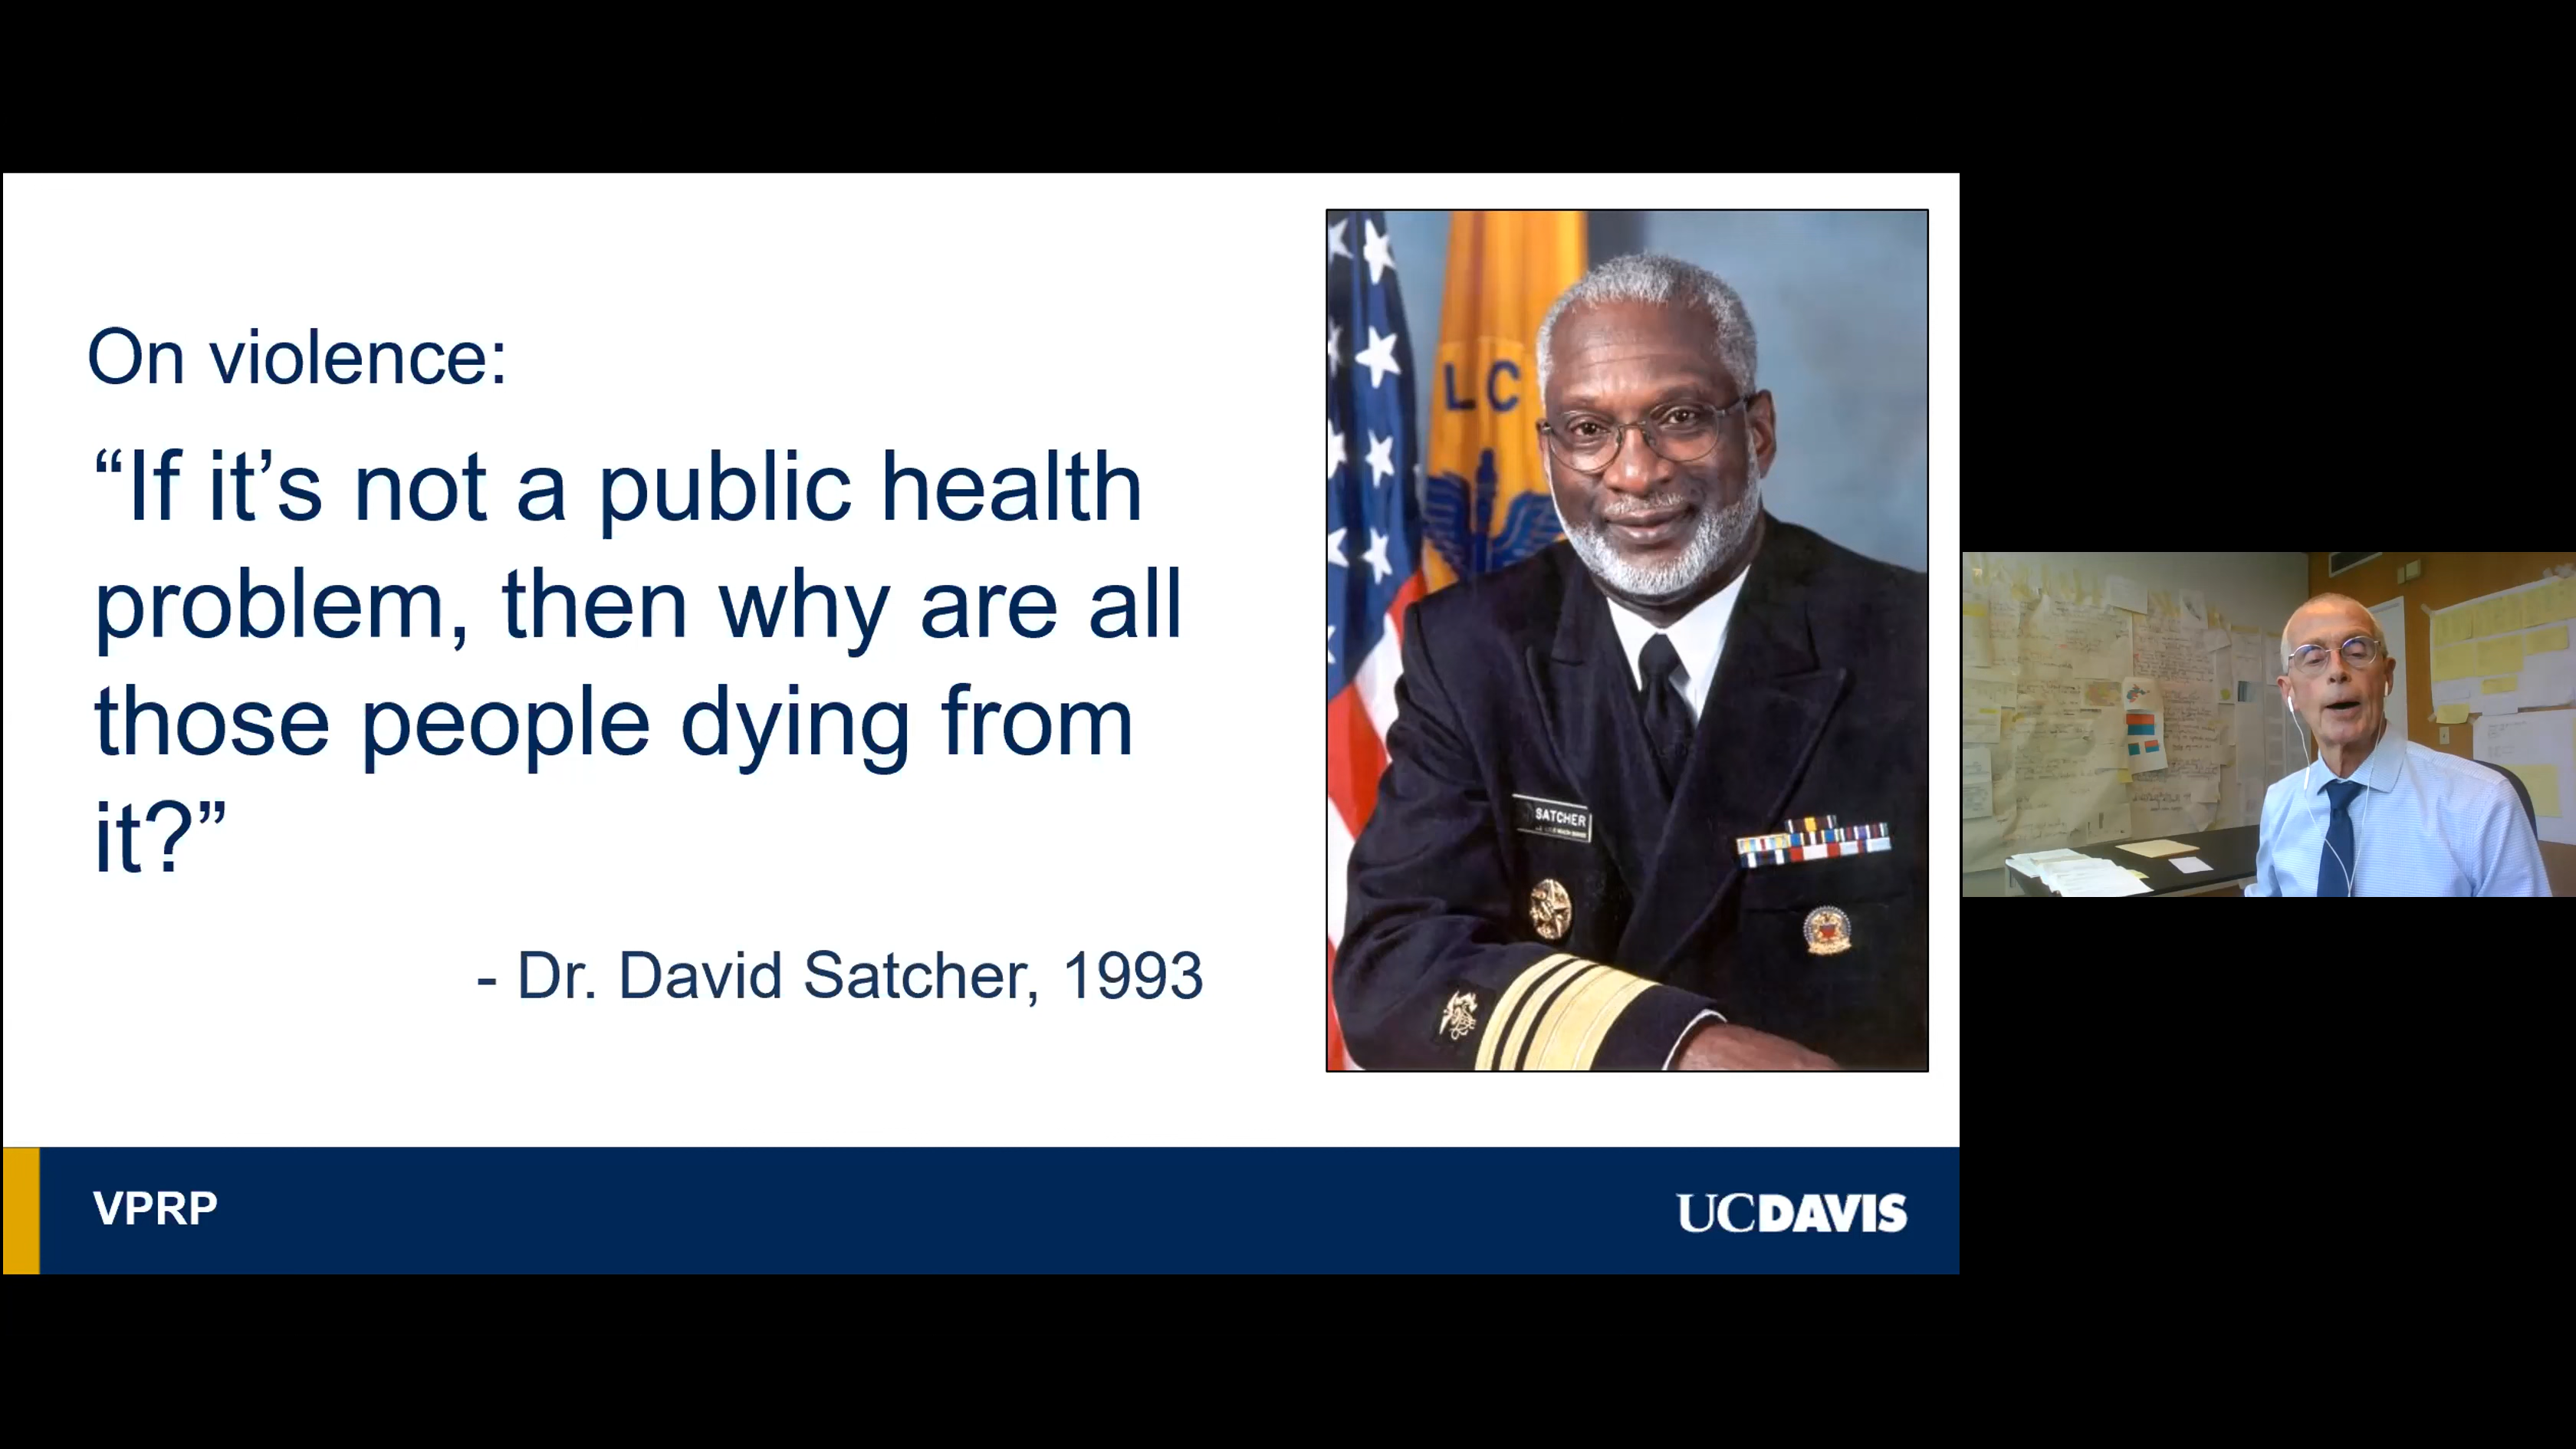 On violence:
“If it’s not a public health
problem, then why are all
those people dying from
it?”
- Dr. David Satcher, 1993
LC
SATCHER
VPRP
UCDAVIS